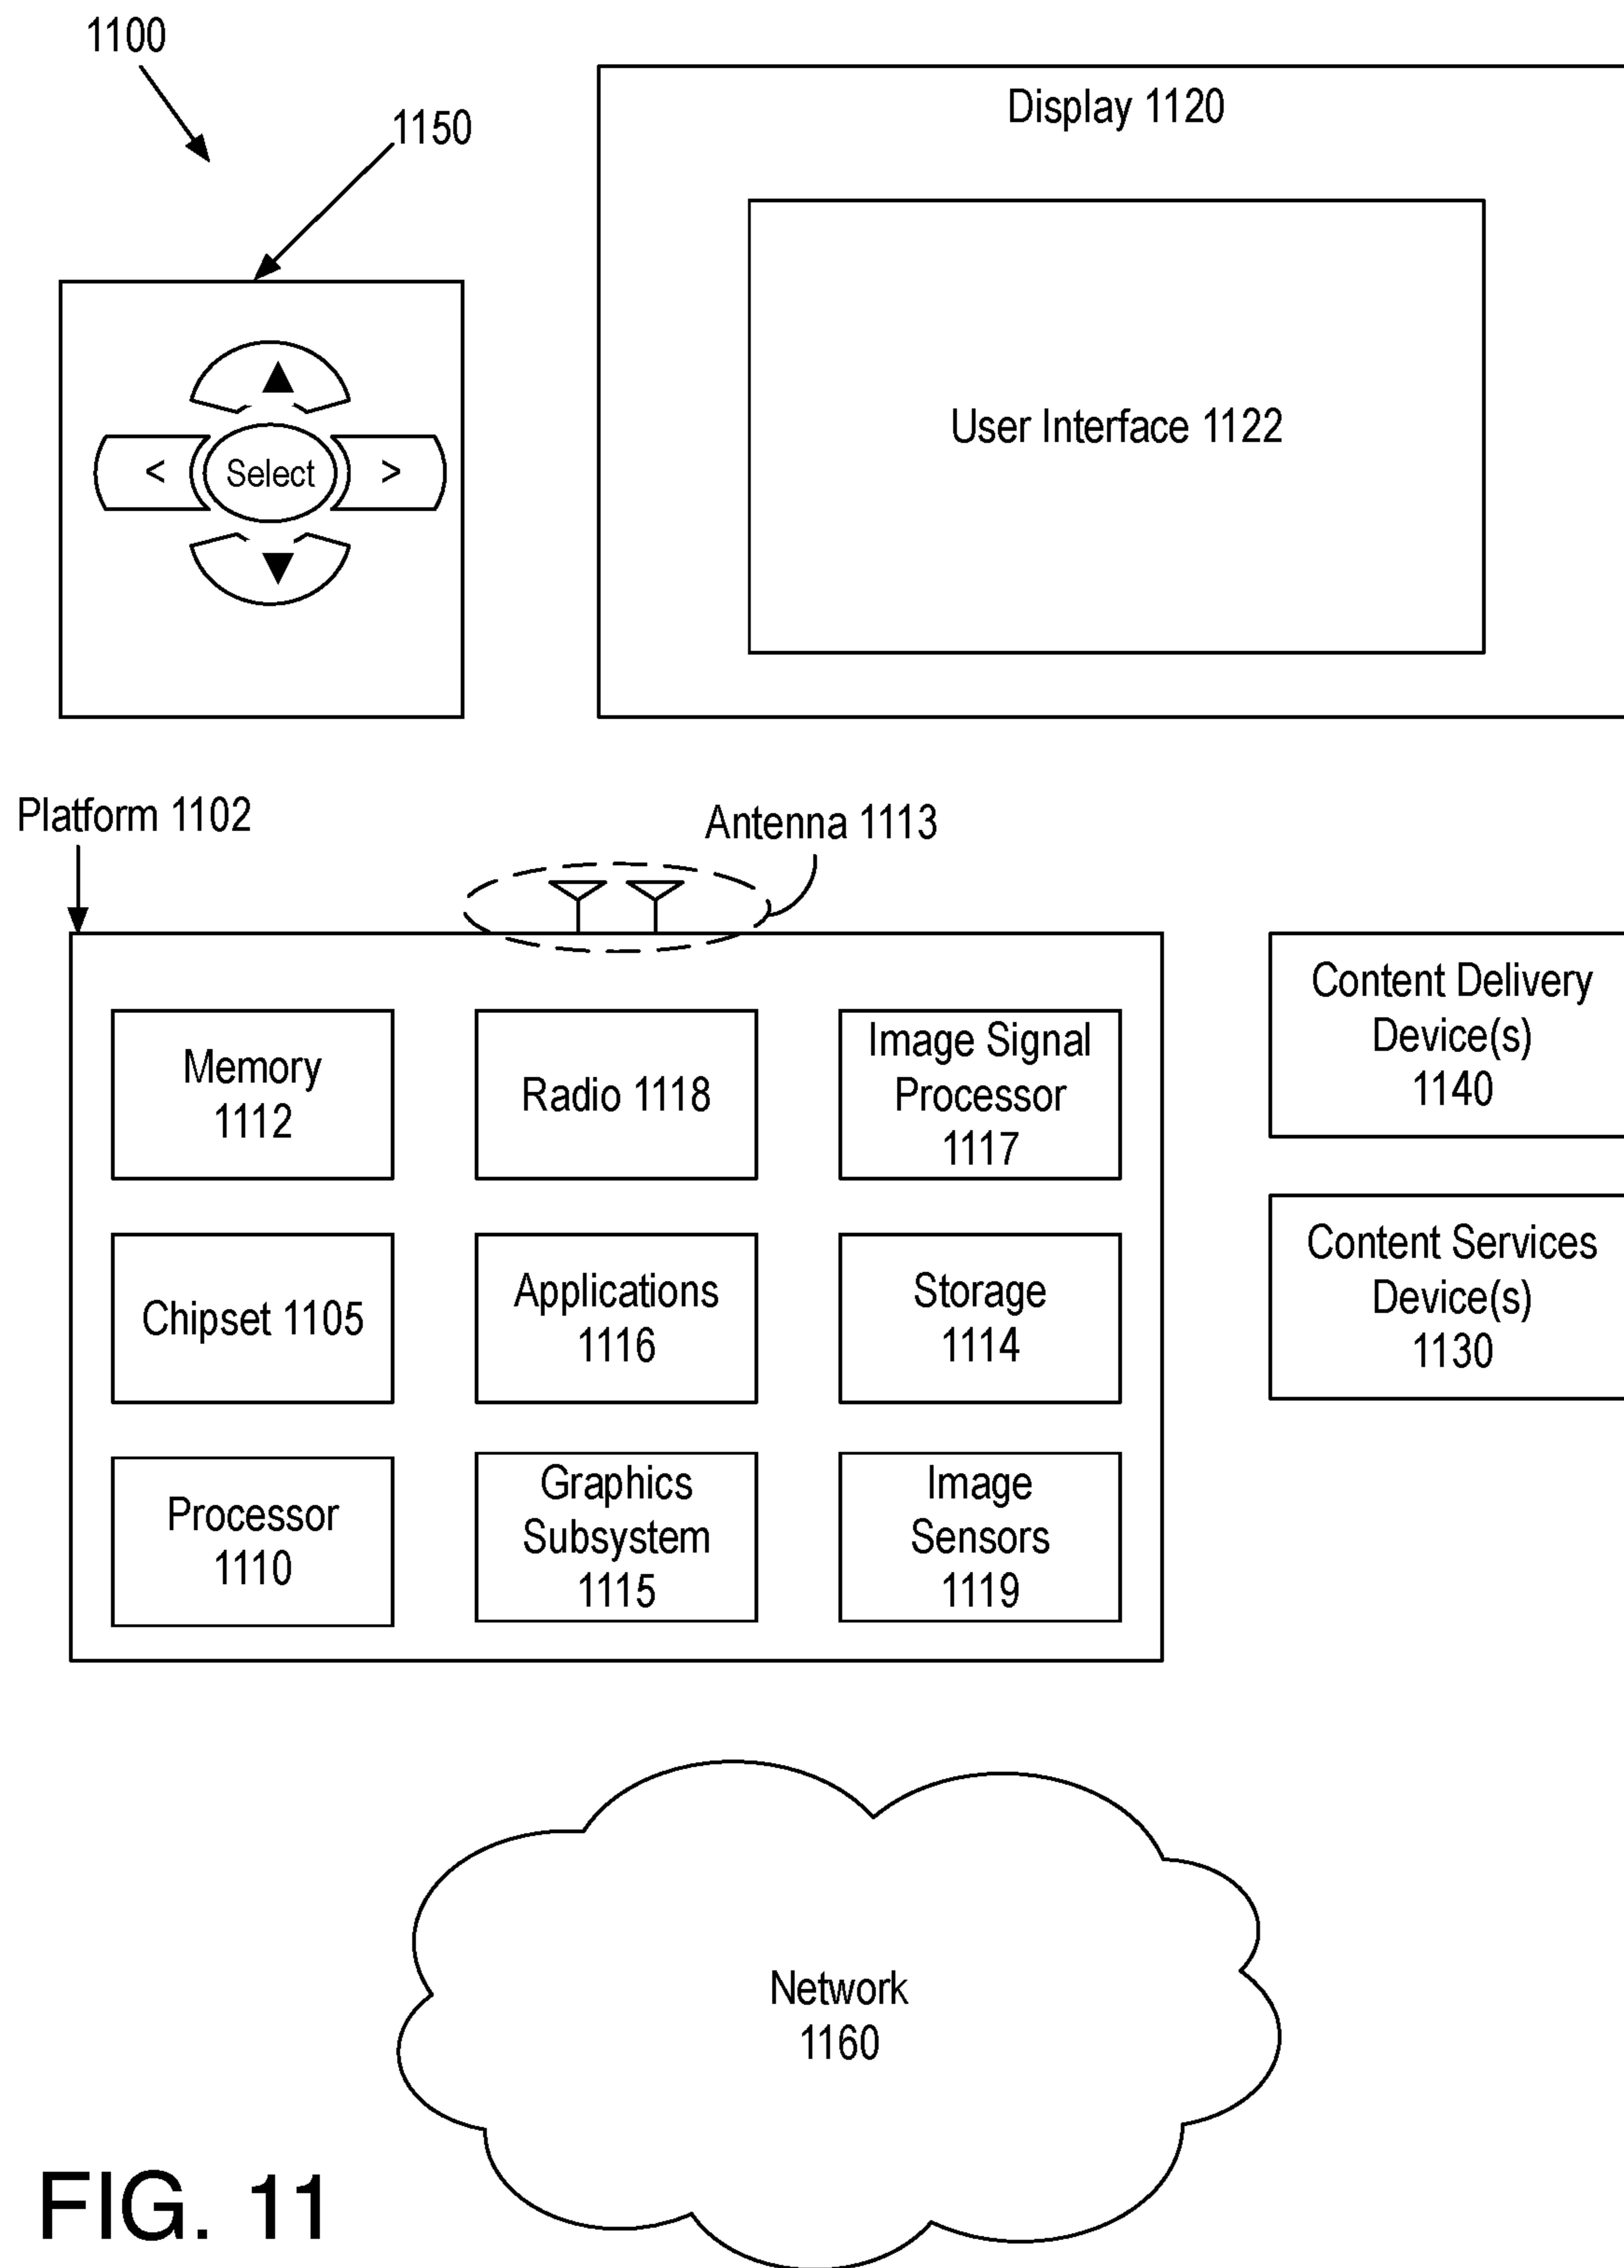 1100
1150
Display 1120
User Interface 1122
<
Select
>
Platform 1102
Antenna 1113
Memory
1112
Radio 1118
Image Signal
Processor
1117
Content Delivery
Device(s)
1140
Chipset 1105
Applications
1116
Storage
1114
Content Services
Device(s)
1130
Processor
1110
Graphics
Subsystem
1115
Image
Sensors
1119
Network
1160
FIG. 11